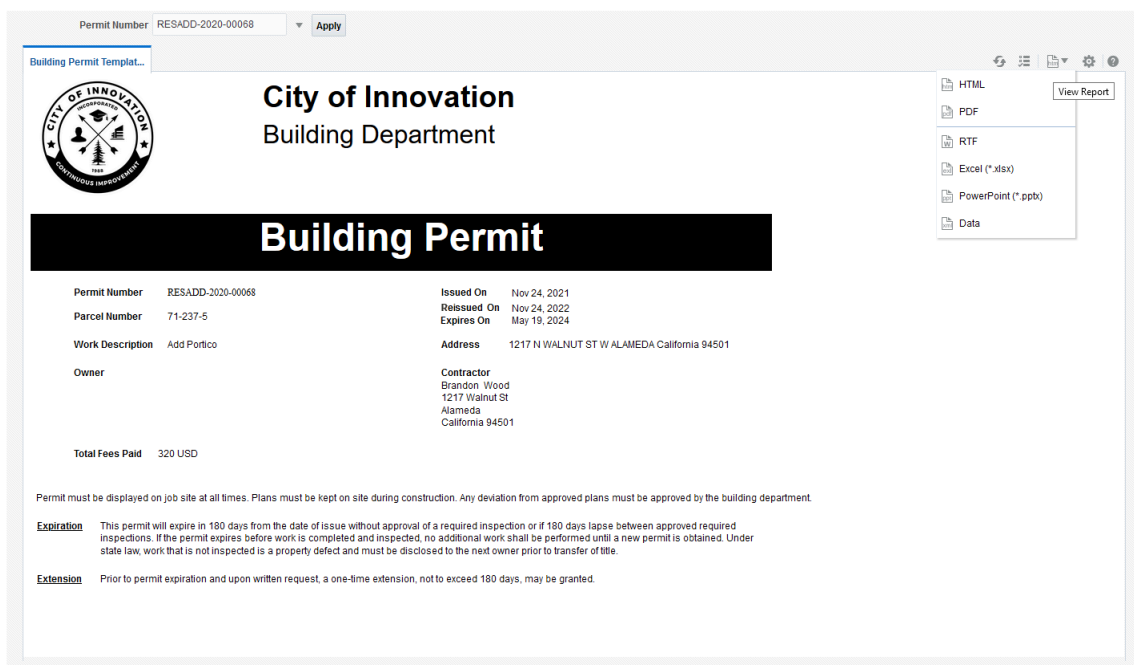 Permit Number RESADD-2020-00068 Apply
Building Permit Templat...
HTML
View Report
PDF
RTF
Excel (*.xlsx)
PowerPoint (*.pptx)
Data
CITY OF INNOVATION
INCORPORATED
CONTINUOUS IMPROVEMENT
City of Innovation
Building Department
Building Permit
Permit Number RESADD-2020-00068
Parcel Number 71-237-5
Work Description Add Portico
Owner
Issued On Nov 24, 2021
Reissued On Nov 24, 2022
Expires On May 19, 2024
Address 1217 N WALNUT ST W ALAMEDA California 94501
Contractor
Brandon Wood
1217 Walnut St
Alameda
California 94501
Total Fees Paid 320 USD
Permit must be displayed on job site at all times. Plans must be kept on site during construction. Any deviation from approved plans must be approved by the building department.
Expiration This permit will expire in 180 days from the date of issue without approval of a required inspection or if 180 days lapse between approved required
inspections. If the permit expires before work is completed and inspected, no additional work shall be performed until a new permit is obtained. Under
state law, work that is not inspected is a property defect and must be disclosed to the next owner prior to transfer of title.
Extension Prior to permit expiration and upon written request, a one-time extension, not to exceed 180 days, may be granted.